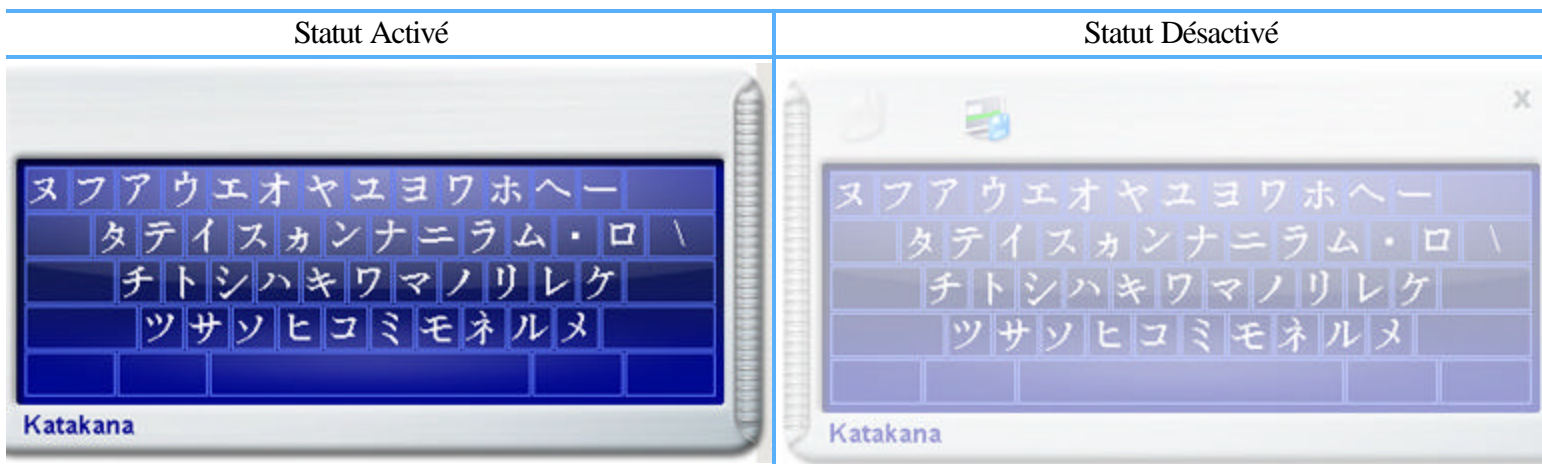 Statut Activé
Statut Désactivé
ヌ フ ア ウ エ オ ヤ ユ ヨ ワ ホ ヘ ー
タ テ イ ス ヵ ン ナ ニ ラ ム ・ ロ \
チ ト シ ハ キ ワ マ ノ リ レ ケ
ツ サ ソ ヒ コ ミ モ ネ ル メ
Katakana
x
ヌ フ ア ウ エ オ ヤ ユ ヨ ワ ホ ヘ ー
タ テ イ ス ヵ ン ナ ニ ラ ム ・ ロ \
チ ト シ ハ キ ワ マ ノ リ レ ケ
ツ サ ソ ヒ コ ミ モ ネ ル メ
Katakana